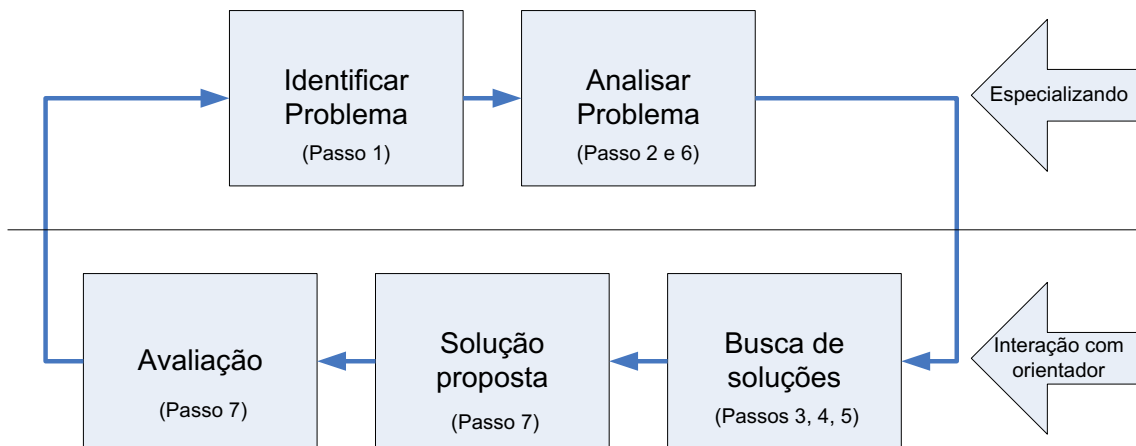 Identificar
Problema
(Passo 1)
Analisar
Problema
(Passo 2 e 6)
Especializando
Avaliação
(Passo 7)
Solução
proposta
(Passo 7)
Busca de
soluções
(Passos 3, 4, 5)
Interação com
orientador